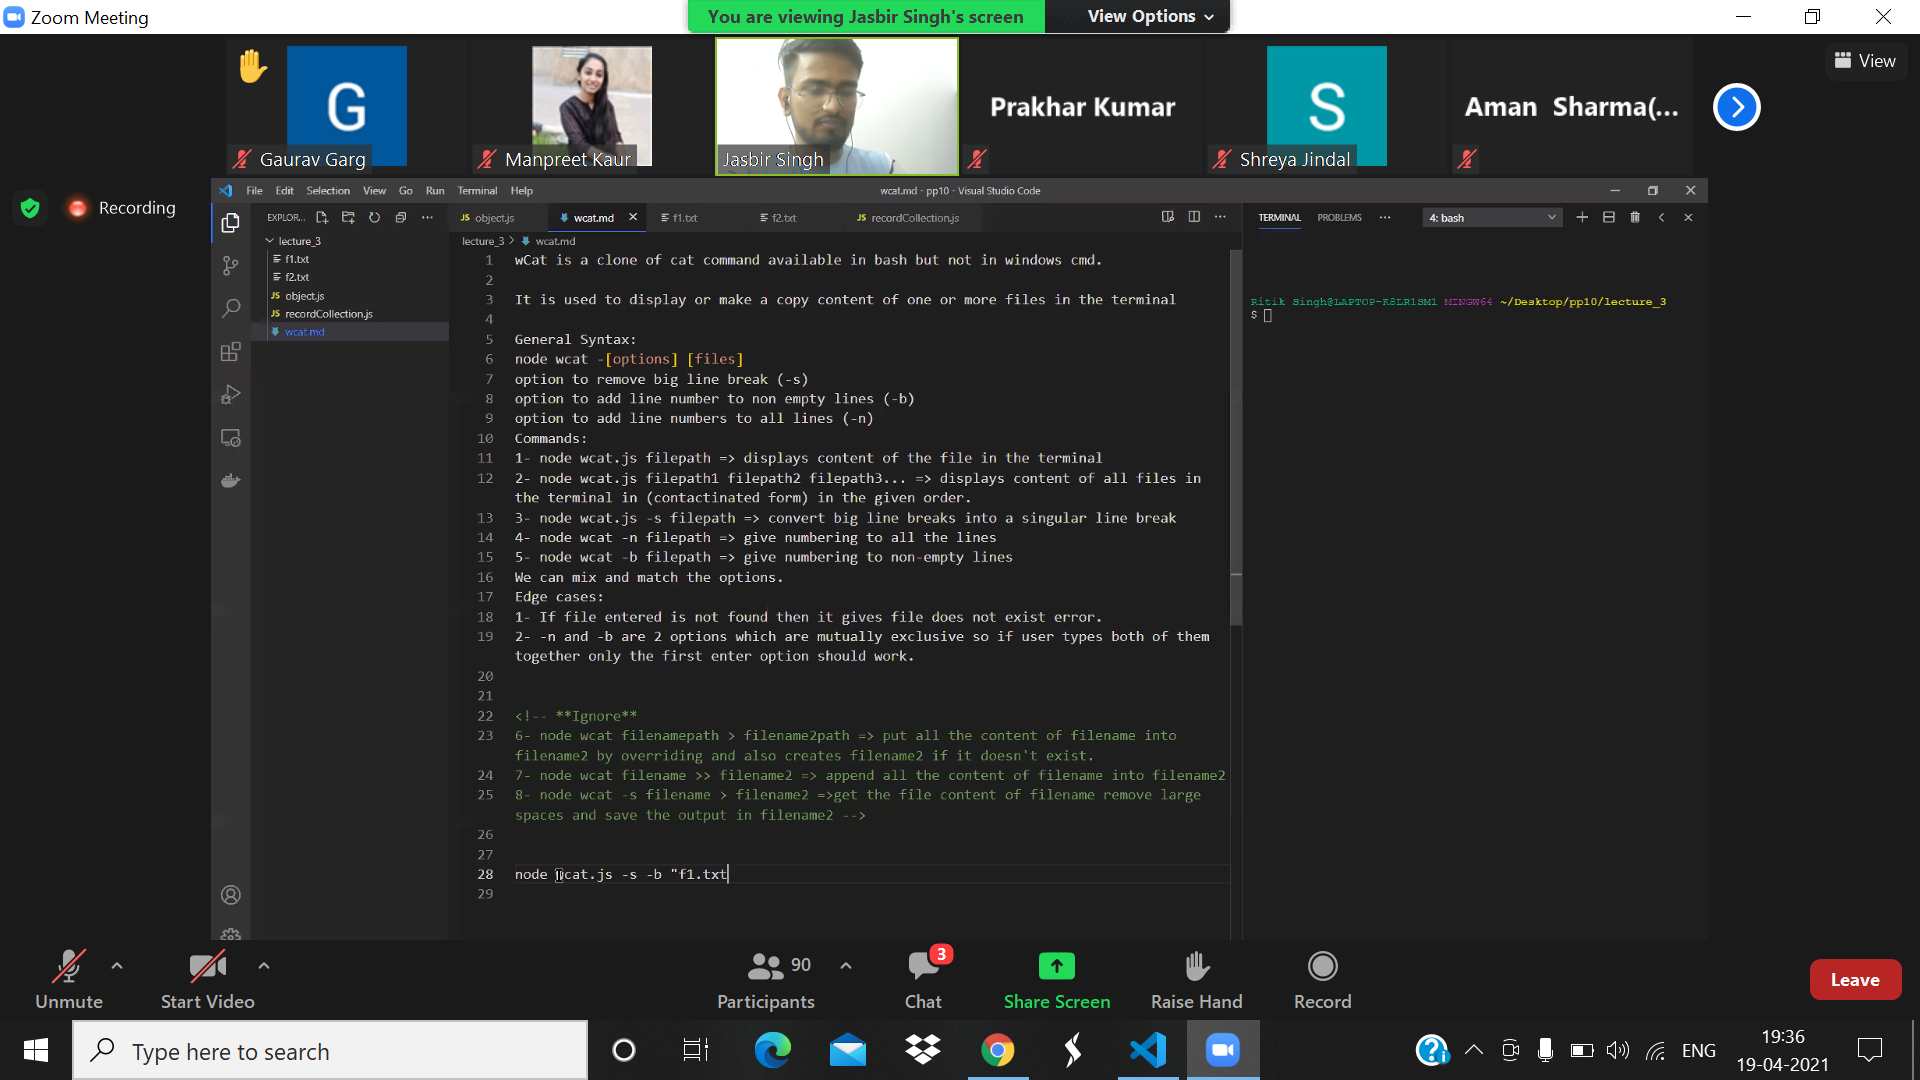 Zoom Meeting
You are viewing Jasbir Singh's screen
View Options
G
Gaurav Garg
Manpreet Kaur
Jasbir Singh
Prakhar Kumar
S
Shreya Jindal
Aman Sharma(...
View
Recording
File Edit Selection View Go Run Terminal Help
wcat.md - pp10 - Visual Studio Code
EXPLOR...
lecture_3
f1.txt
f2.txt
JS object.js
JS recordCollection.js
wcat.md
JS object.js
wcat.md
f1.txt
f2.txt
JS recordCollection.js
lecture_3 > wcat.md
1 wCat is a clone of cat command available in bash but not in windows cmd.
2
3 It is used to display or make a copy content of one or more files in the terminal
4
5 General Syntax:
6 node wcat -[options] [files]
7 option to remove big line break (-s)
8 option to add line number to non empty lines (-b)
9 option to add line numbers to all lines (-n)
10 Commands:
11 1- node wcat.js filepath => displays content of the file in the terminal
12 2- node wcat.js filepath1 filepath2 filepath3... => displays content of all files in
the terminal in (contactinated form) in the given order.
13 3- node wcat.js -s filepath => convert big line breaks into a singular line break
14 4- node wcat -n filepath => give numbering to all the lines
15 5- node wcat -b filepath => give numbering to non-empty lines
16 We can mix and match the options.
17 Edge cases:
18 1- If file entered is not found then it gives file does not exist error.
19 2- -n and -b are 2 options which are mutually exclusive so if user types both of them
together only the first enter option should work.
20
21
22 <!-- **Ignore**
23 6- node wcat filenamepath > filename2path => put all the content of filename into
filename2 by overriding and also creates filename2 if it doesn't exist.
24 7- node wcat filename >> filename2 => append all the content of filename into filename2
25 8- node wcat -s filename > filename2 =>get the file content of filename remove large
spaces and save the output in filename2 -->
26
27
28 node wcat.js -s -b "f1.txt
29
TERMINAL PROBLEMS ...
4: bash
Ritik Singh@LAPTOP-K8LR1SM1 MINGW64 ~/Desktop/pp10/lecture_3
$
Unmute
Start Video
90
Participants
3
Chat
Share Screen
Raise Hand
Record
Leave
Type here to search
ENG
19:36
19-04-2021